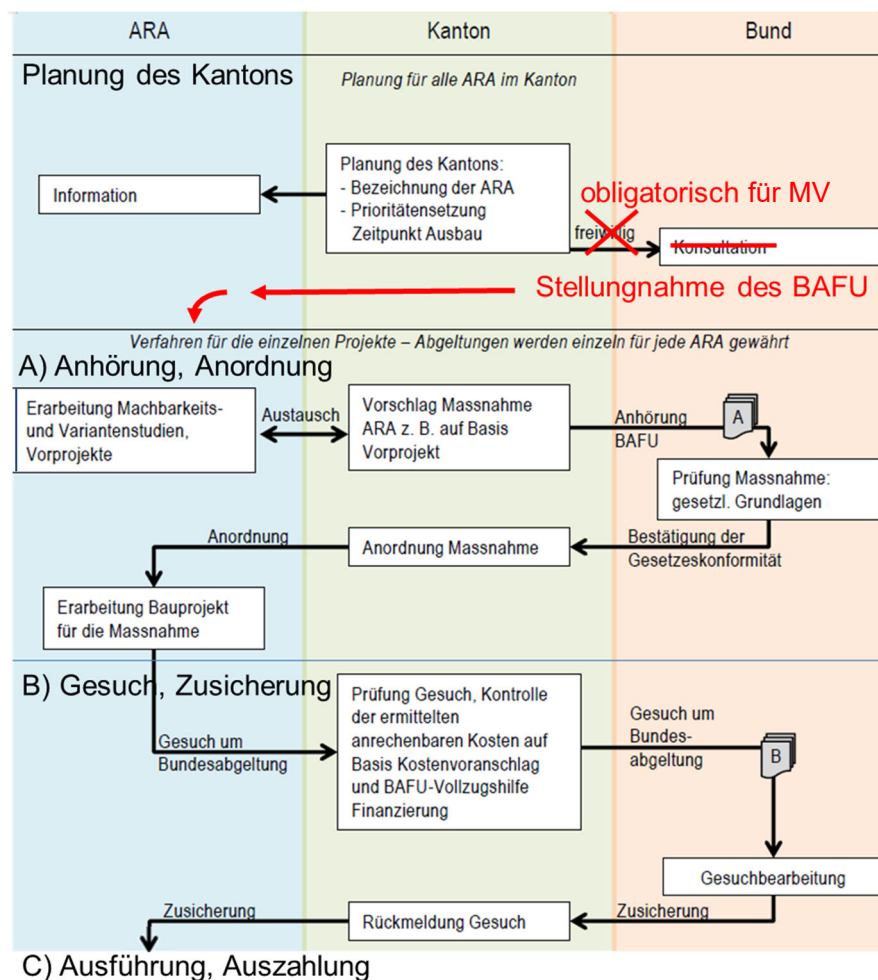 ARA
Kanton
Bund
Planung des Kantons
Planung für alle ARA im Kanton
Information
Planung des Kantons:
- Bezeichnung der ARA
- Prioritätensetzung
Zeitpunkt Ausbau
obligatorisch für MV
freiwillig
Konsultation
Stellungnahme des BAFU
Verfahren für die einzelnen Projekte – Abgeltungen werden einzeln für jede ARA gewährt
A) Anhörung, Anordnung
Erarbeitung Machbarkeits-
und Variantenstudien,
Vorprojekte
Austausch
Vorschlag Massnahme
ARA z. B. auf Basis
Vorprojekt
Anhörung
BAFU
A
Prüfung Massnahme:
gesetzl. Grundlagen
Bestätigung der
Gesetzeskonformität
Anordnung Massnahme
Anordnung
Erarbeitung Bauprojekt
für die Massnahme
B) Gesuch, Zusicherung
Gesuch um
Bundesabgeltung
Prüfung Gesuch, Kontrolle
der ermittelten
anrechenbaren Kosten auf
Basis Kostenvoranschlag
und BAFU-Vollzugshilfe
Finanzierung
Gesuch um
Bundes-
abgeltung
B
Gesuchbearbeitung
Zusicherung
Rückmeldung Gesuch
Zusicherung
C) Ausführung, Auszahlung